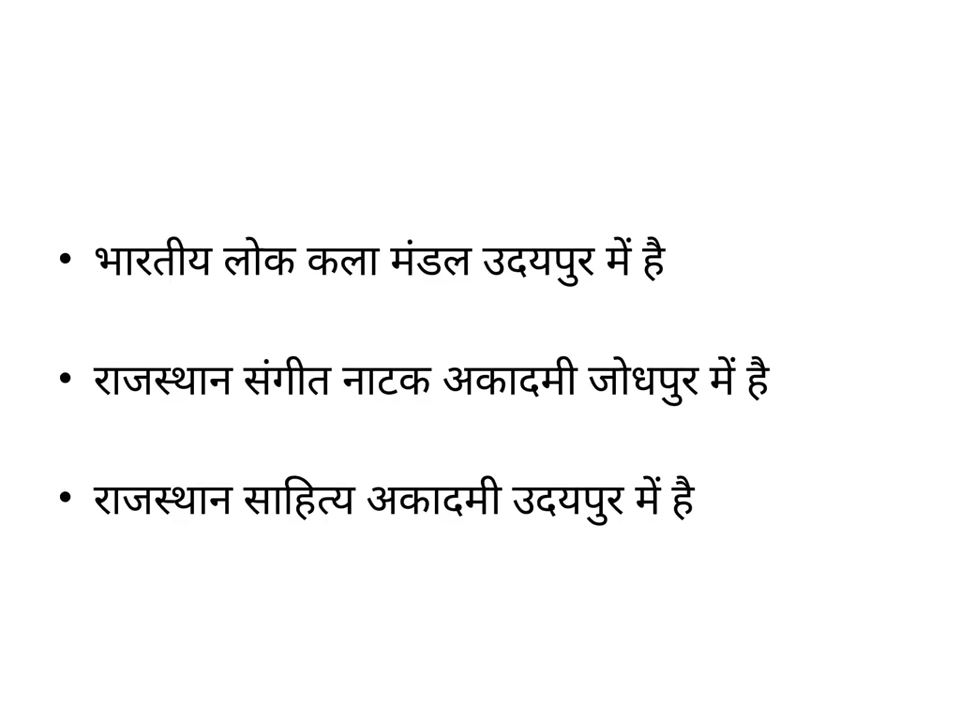 • भारतीय लोक कला मंडल उदयपुर में है
• राजस्थान संगीत नाटक अकादमी जोधपुर में है
• राजस्थान साहित्य अकादमी उदयपुर में है